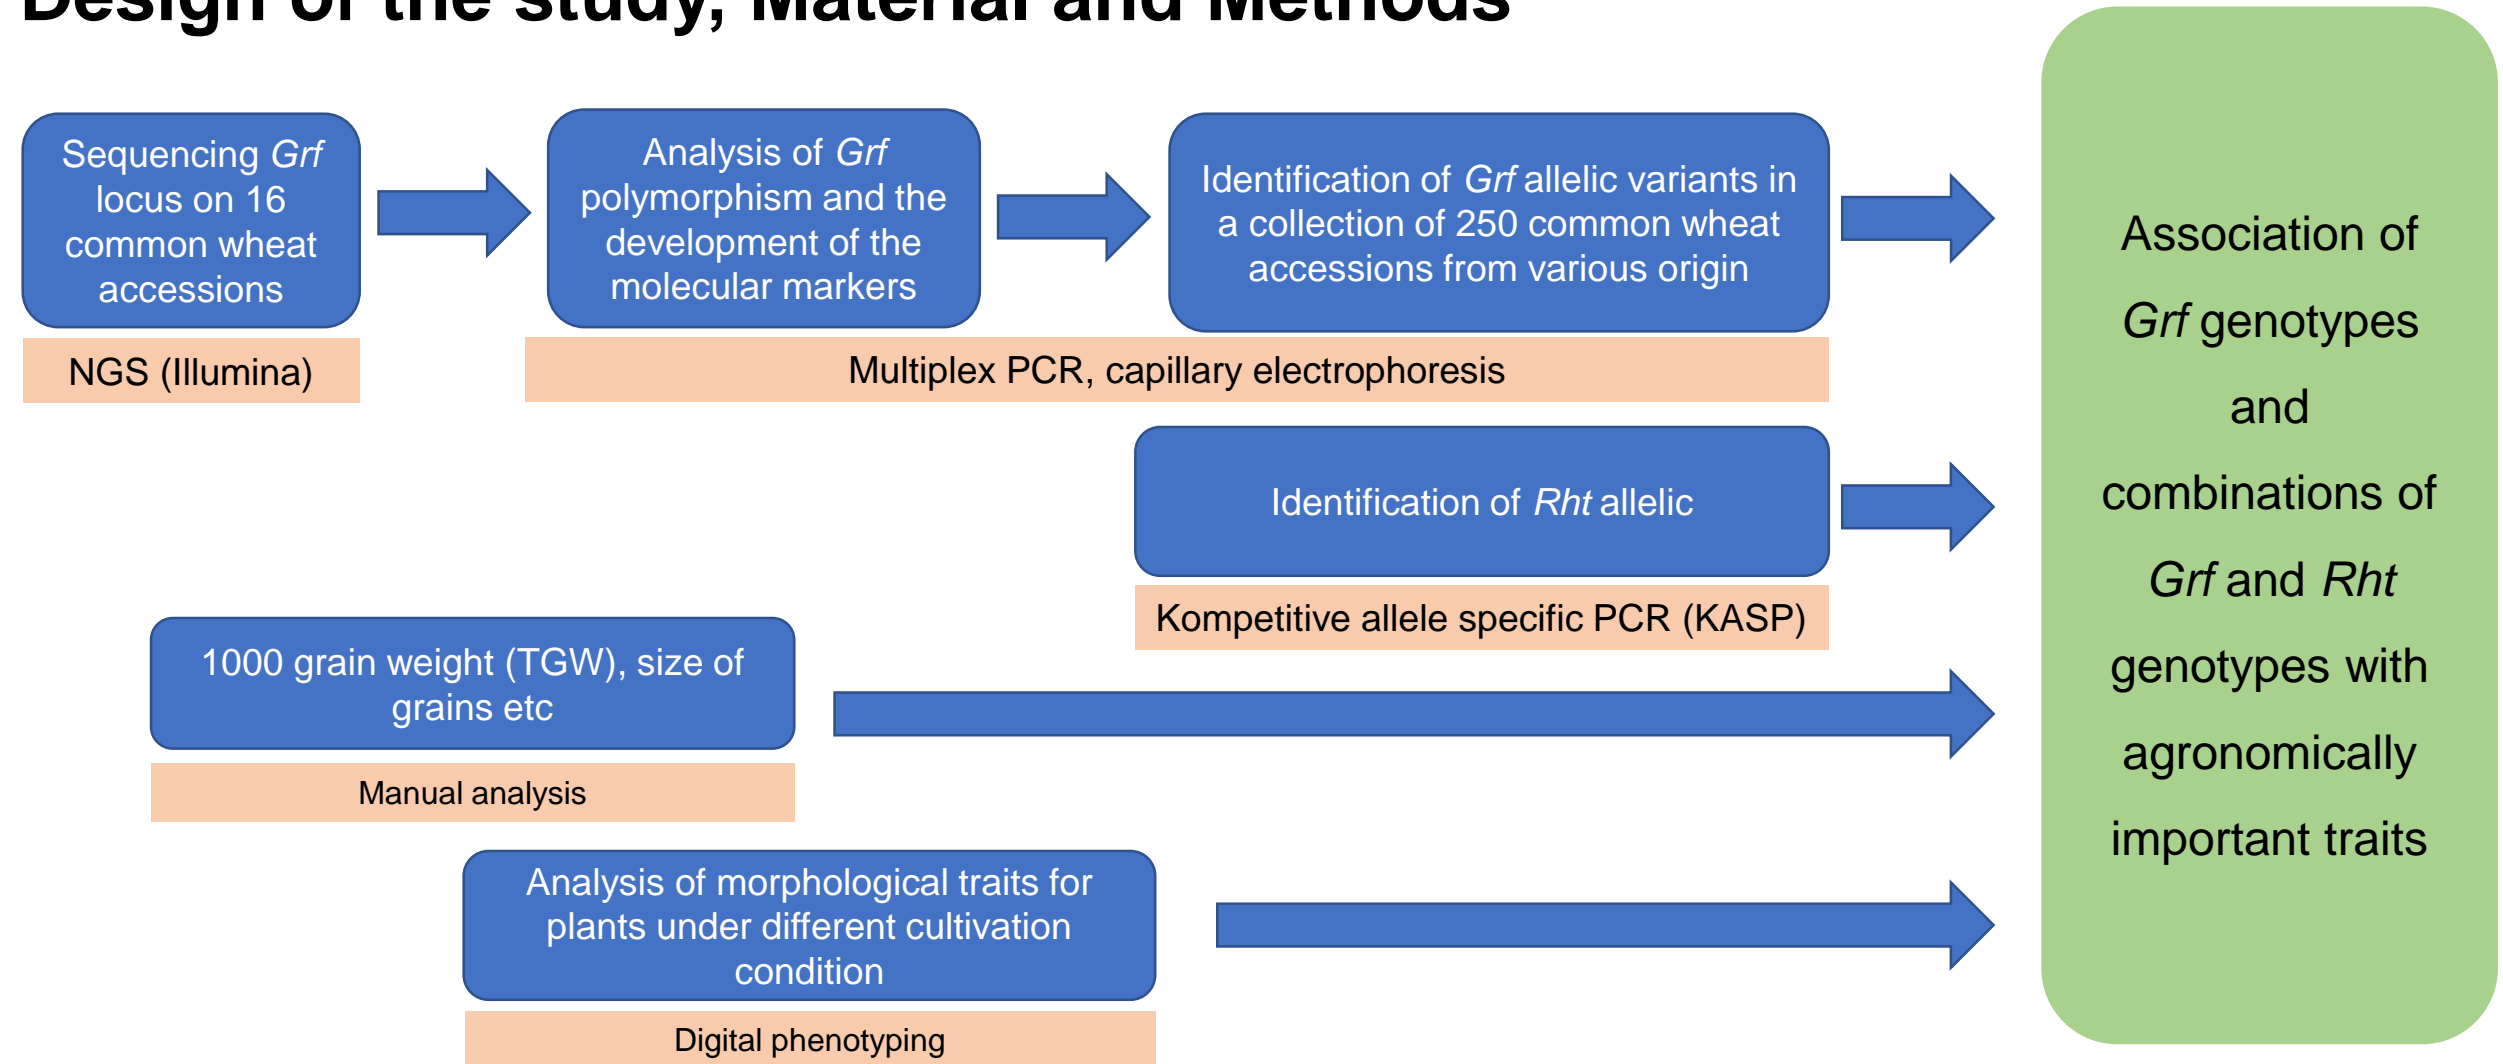 Design of the study, Material and Methods
Sequencing Grf
locus on 16
common wheat
accessions
NGS (Illumina)
Analysis of Grf
polymorphism and the
development of the
molecular markers
Identification of Grf allelic variants in
a collection of 250 common wheat
accessions from various origin
Multiplex PCR, capillary electrophoresis
Identification of Rht allelic
Kompetitive allele specific PCR (KASP)
1000 grain weight (TGW), size of
grains etc
Manual analysis
Analysis of morphological traits for
plants under different cultivation
condition
Digital phenotyping
Association of
Grf genotypes
and
combinations of
Grf and Rht
genotypes with
agronomically
important traits